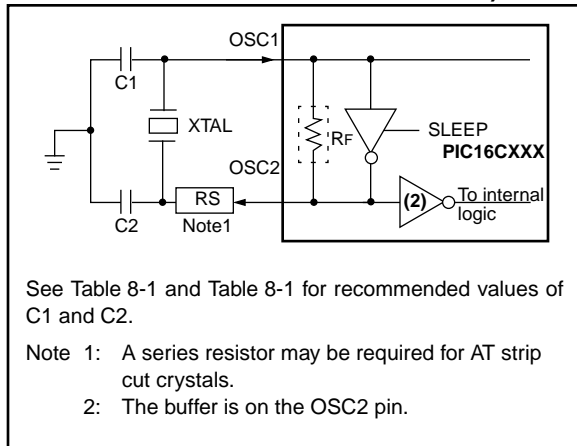 OSC1
C1
XTAL
RF
SLEEP
PIC16CXXX
OSC2
RS
(2)
To internal
logic
C2
Note1
See Table 8-1 and Table 8-1 for recommended values of
C1 and C2.
Note 1: A series resistor may be required for AT strip
cut crystals.
2: The buffer is on the OSC2 pin.